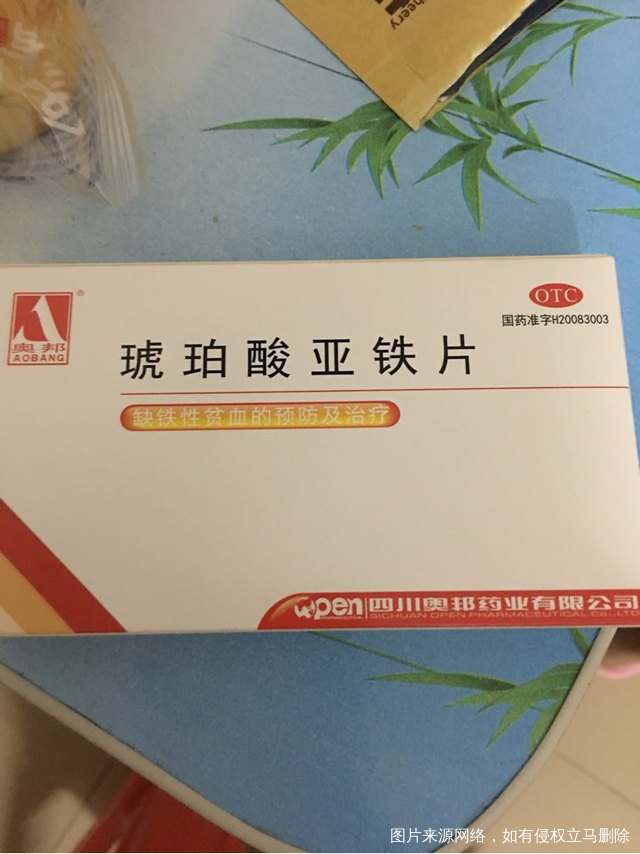 chery
奥邦
AOBANG
®
OTC
国药准字H20083003
琥珀酸亚铁片
缺铁性贫血的预防及治疗
open
四川奥邦药业有限公司
SICHUAN OPEN PHARMACEUTICAL Co.,LTD
图片来源网络，如有侵权立马删除